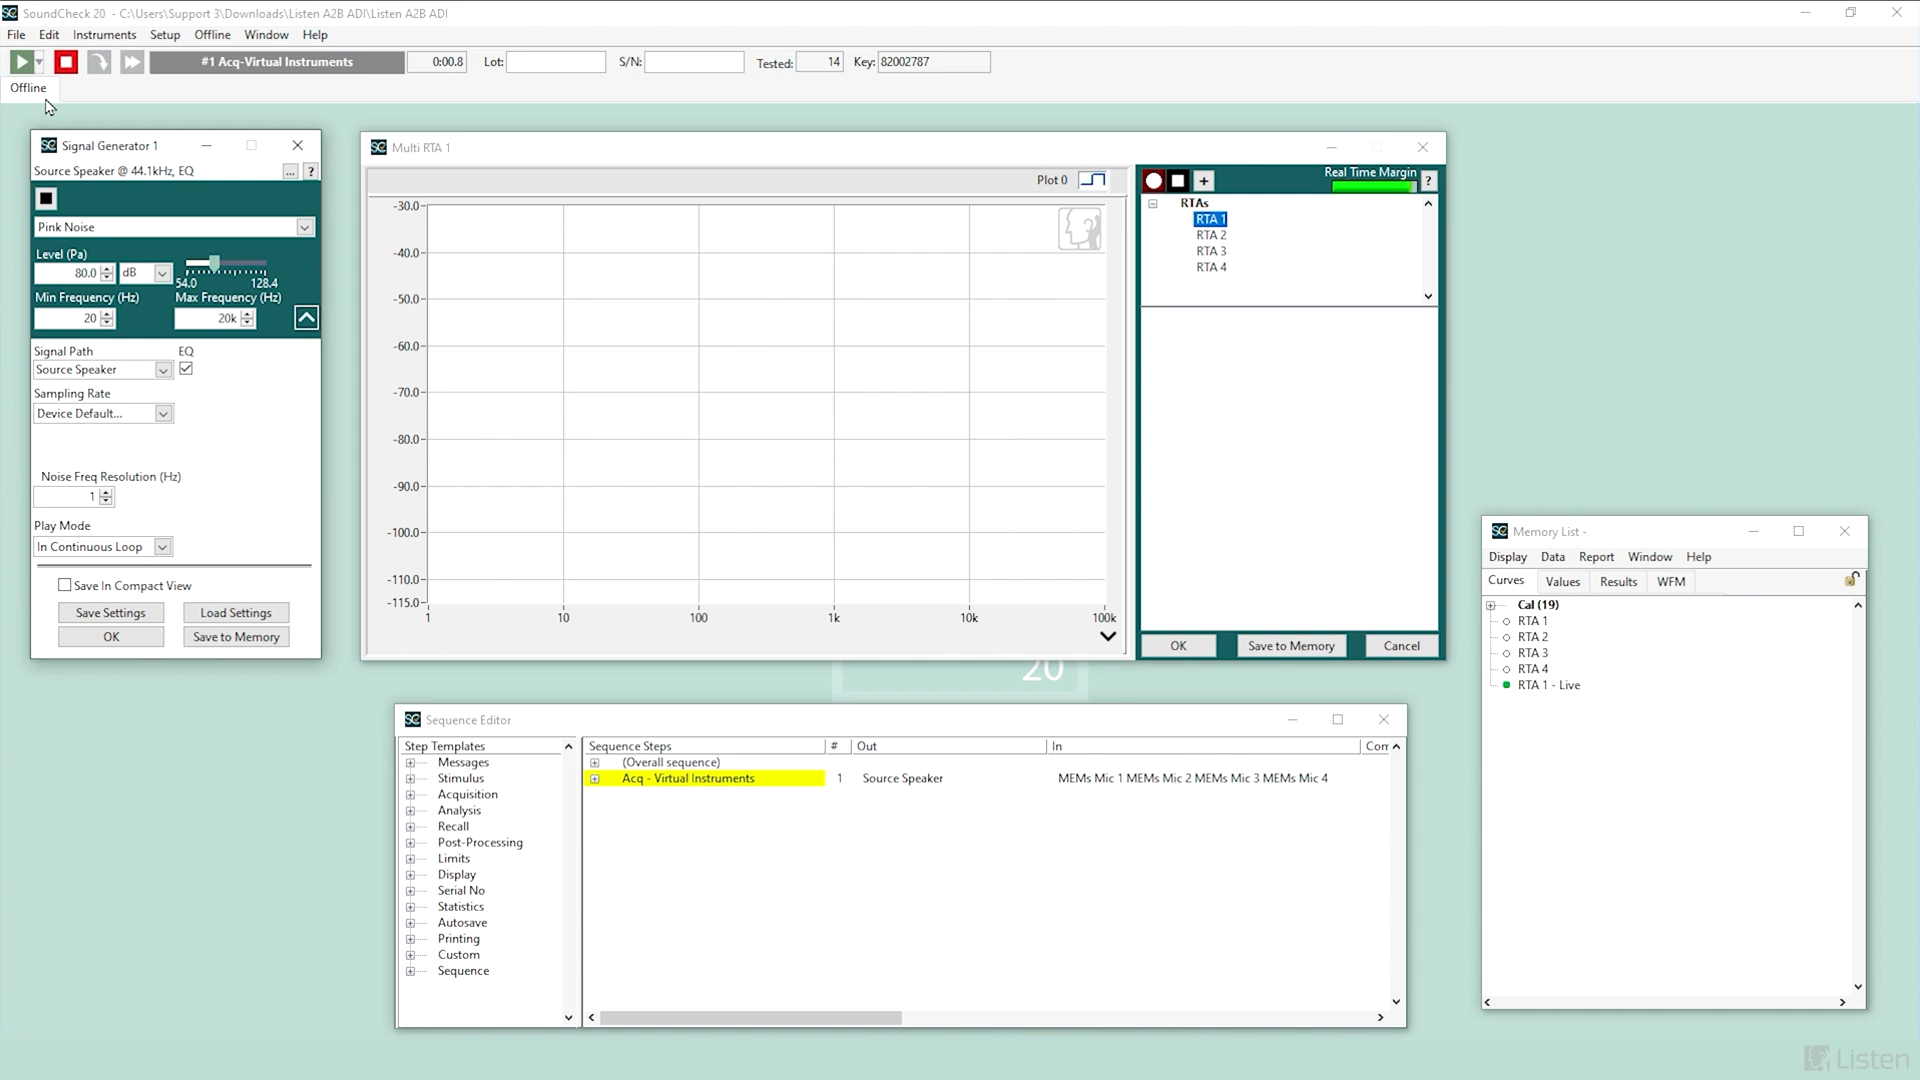 SoundCheck 20 - C:\Users\Support 3\Downloads\Listen A2B ADI\Listen A2B ADI
File Edit Instruments Setup Offline Window Help
#1 Acq-Virtual Instruments 0:00.8 Lot: S/N: Tested: 14 Key: 82002787
Offline
Signal Generator 1
Source Speaker @ 44.1kHz, EQ ... ?
Pink Noise
Level (Pa)
80.0 dB
54.0 128.4
Min Frequency (Hz) Max Frequency (Hz)
20 20k
Signal Path EQ
Source Speaker
Sampling Rate
Device Default...
Noise Freq Resolution (Hz)
1
Play Mode
In Continuous Loop
Save In Compact View
Save Settings Load Settings
OK Save to Memory
Multi RTA 1
Plot 0
-30.0
-40.0
-50.0
-60.0
-70.0
-80.0
-90.0
-100.0
-110.0
-115.0
1 10 100 1k 10k 100k
Real Time Margin ?
RTAs
RTA 1
RTA 2
RTA 3
RTA 4
OK Save to Memory Cancel
20
Sequence Editor
Step Templates
Messages
Stimulus
Acquisition
Analysis
Recall
Post-Processing
Limits
Display
Serial No
Statistics
Autosave
Printing
Custom
Sequence
Sequence Steps # Out In Com
(Overall sequence)
Acq - Virtual Instruments 1 Source Speaker MEMs Mic 1 MEMs Mic 2 MEMs Mic 3 MEMs Mic 4
Memory List -
Display Data Report Window Help
Curves Values Results WFM
Cal (19)
RTA 1
RTA 2
RTA 3
RTA 4
RTA 1 - Live
Listen